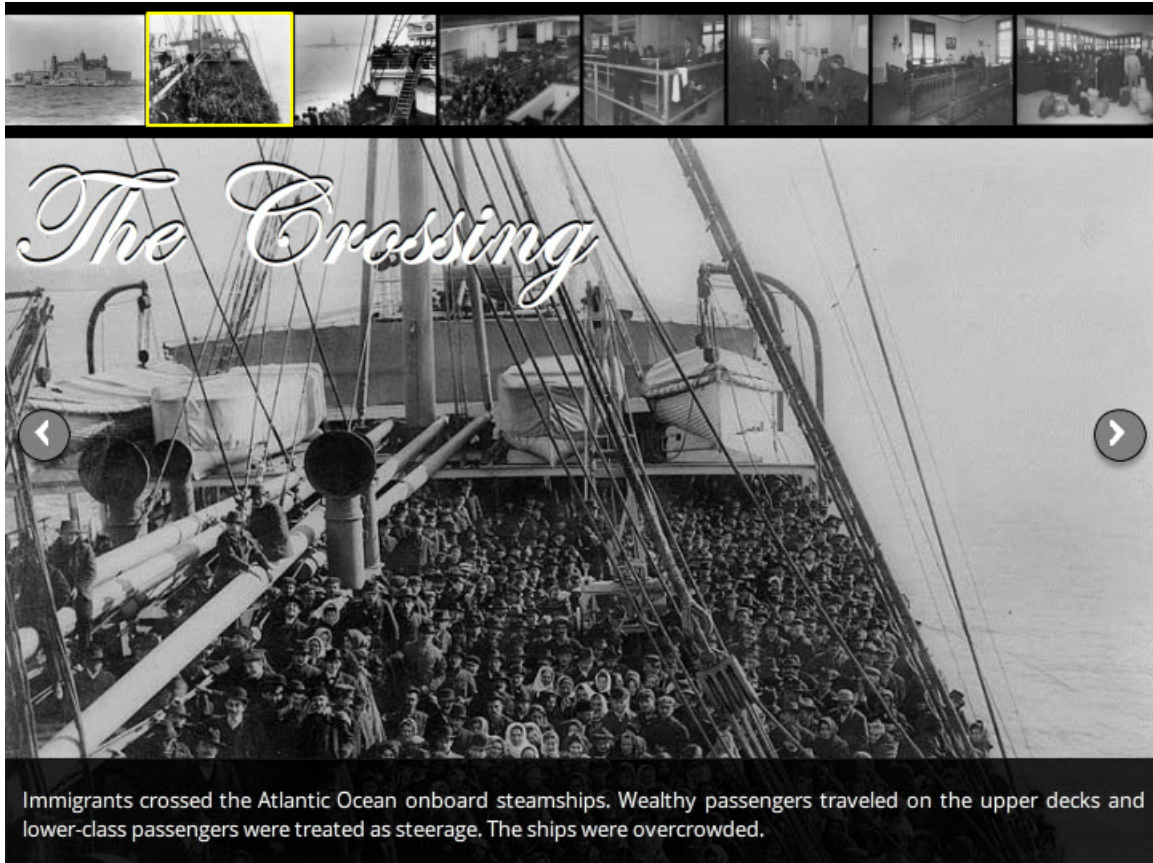 The Crossing
Immigrants crossed the Atlantic Ocean onboard steamships. Wealthy passengers traveled on the upper decks and
lower-class passengers were treated as steerage. The ships were overcrowded.